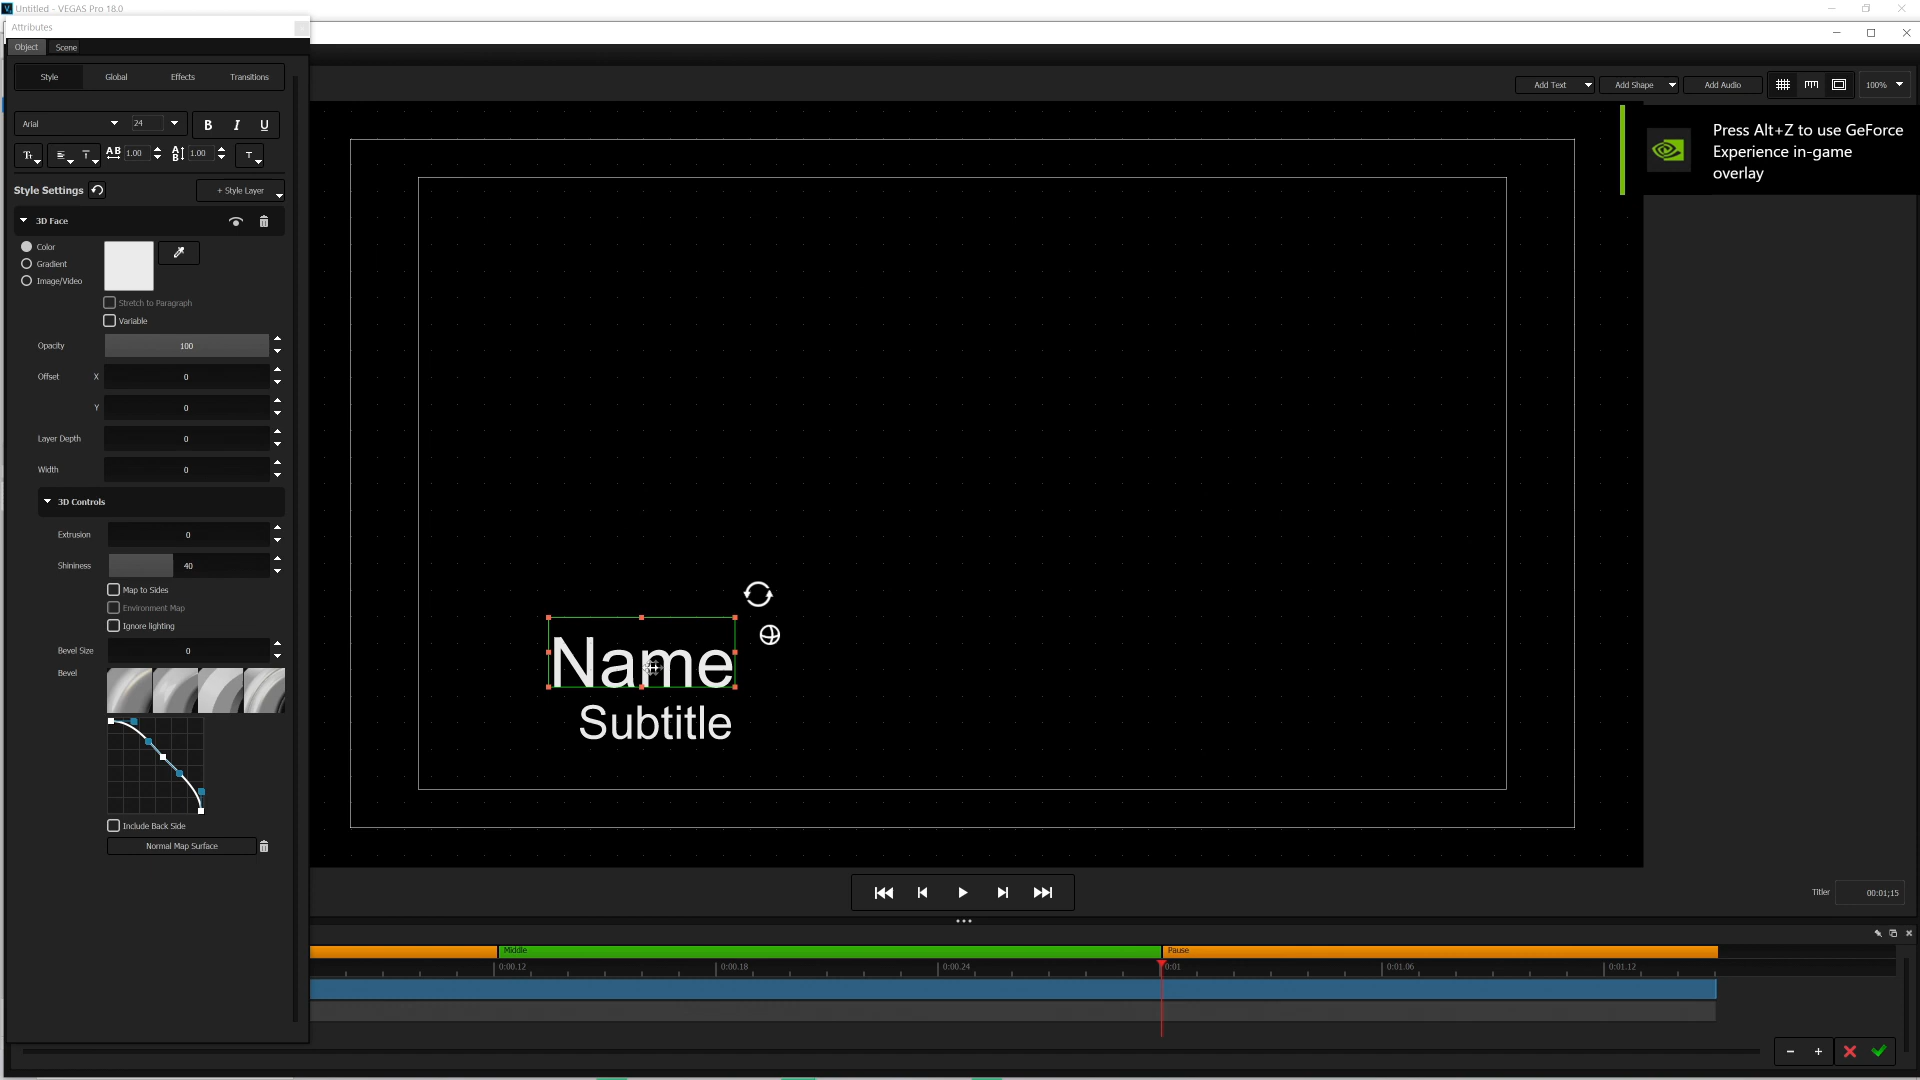 Untitled - VEGAS Pro 18.0
Attributes
Object Scene
Style Global Effects Transitions
Add Text Add Shape Add Audio 100%
Arial 24 B I U
Tt AB 1.00 AB 1.00 T
Style Settings + Style Layer
3D Face
Color
Gradient
Image/Video
Stretch to Paragraph
Variable
Opacity 100
Offset X 0
Y 0
Layer Depth 0
Width 0
3D Controls
Extrusion 0
Shininess 40
Map to Sides
Environment Map
Ignore lighting
Bevel Size 0
Bevel
Include Back Side
Normal Map Surface
Press Alt+Z to use GeForce
Experience in-game
overlay
Name
Subtitle
Titler 00:01;15
Middle Pause
0:00.12 0:00.18 0:00.24 0:01 0:01.06 0:01.12